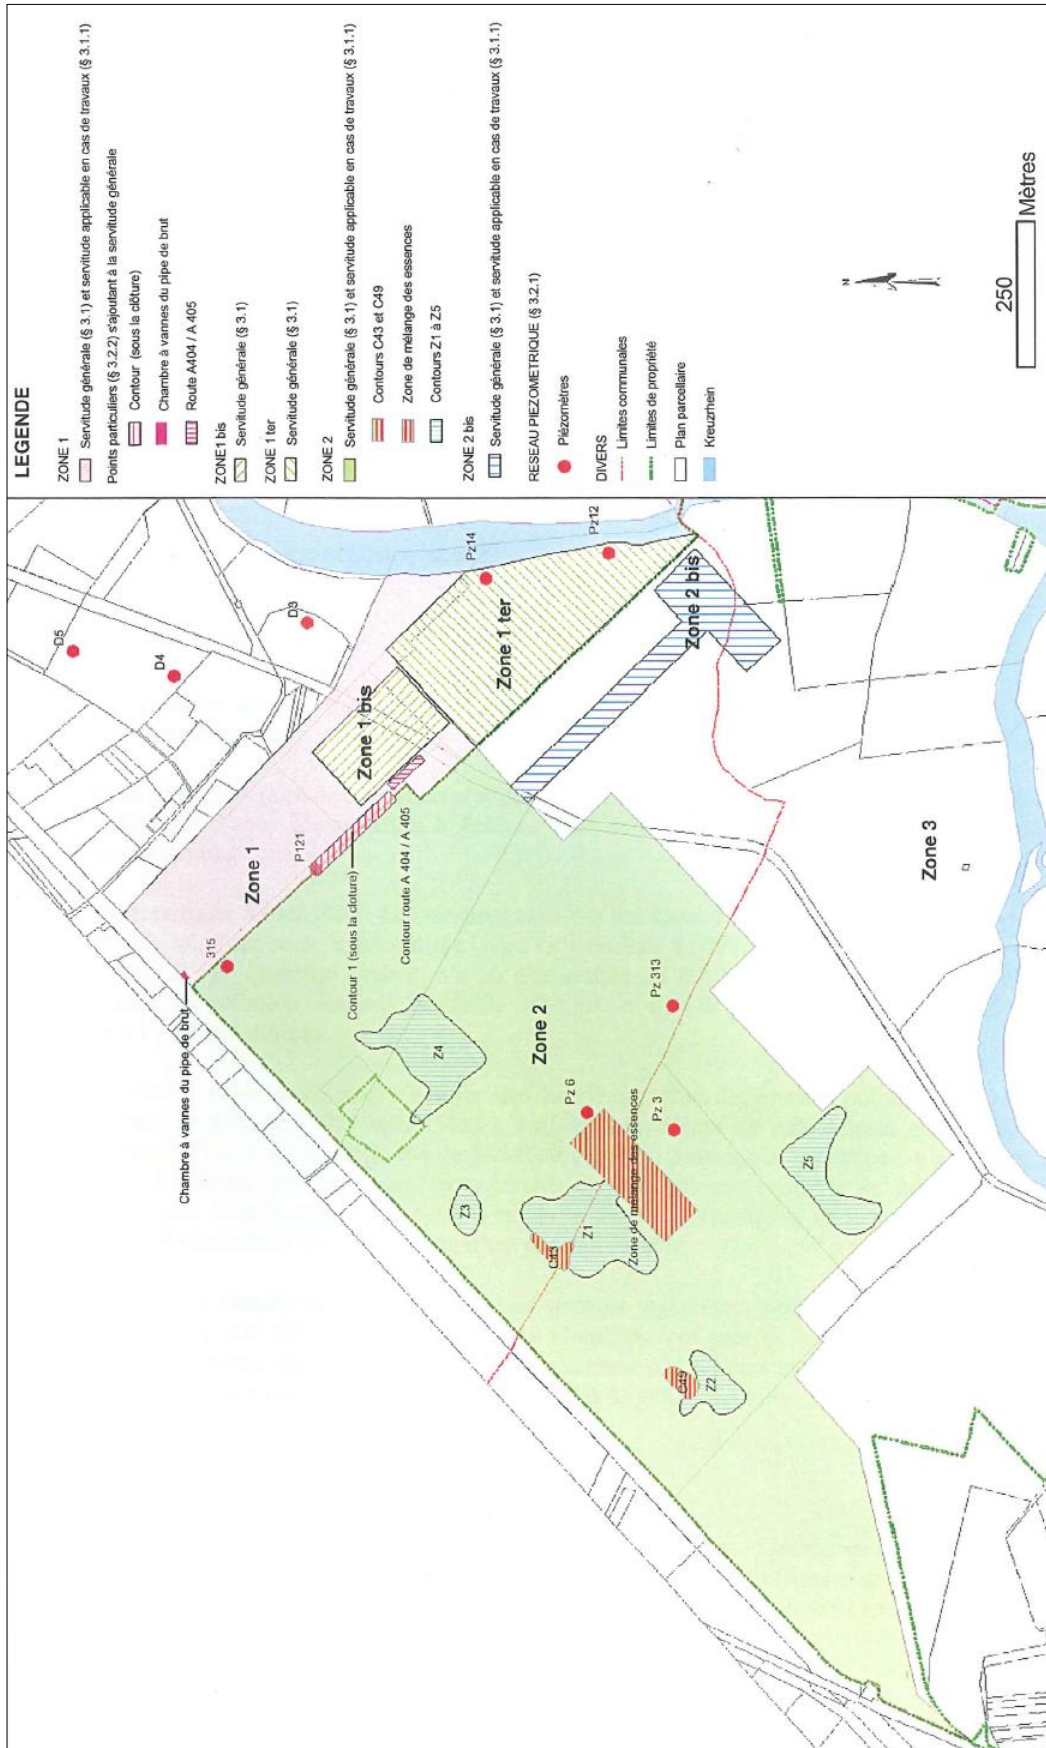 LEGENDE
ZONE 1
Servitude générale (§ 3.1) et servitude applicable en cas de travaux (§ 3.1.1)
Points particuliers (§ 3.2.2) s'ajoutant à la servitude générale
Contour (sous la clôture)
Chambre à vannes du pipe de brut
Route A404 / A 405
ZONE1 bis
Servitude générale (§ 3.1)
ZONE 1 ter
Servitude générale (§ 3.1)
ZONE 2
Servitude générale (§ 3.1) et servitude applicable en cas de travaux (§ 3.1.1)
Contours C43 et C49
Zone de mélange des essences
Contours Z1 à Z5
ZONE 2 bis
Servitude générale (§ 3.1) et servitude applicable en cas de travaux (§ 3.1.1)
RESEAU PIEZOMETRIQUE (§ 3.2.1)
Piézomètres
DIVERS
Limites communales
Limites de propriété
Plan parcellaire
Kreuzrhein
N
250
Mètres
Chambre à vannes du pipe de brut
315
Zone 1
P121
D5
D4
D3
Contour 1 (sous la cloture)
Contour route A 404 / A 405
Zone 1 bis
Zone 1 ter
Pz14
Pz12
Zone 2 bis
Z4
Z3
Zone 2
Pz 6
Pz 313
Pz 3
C43
Z1
Zone de mélange des essences
Z5
C49
Z2
Zone 3